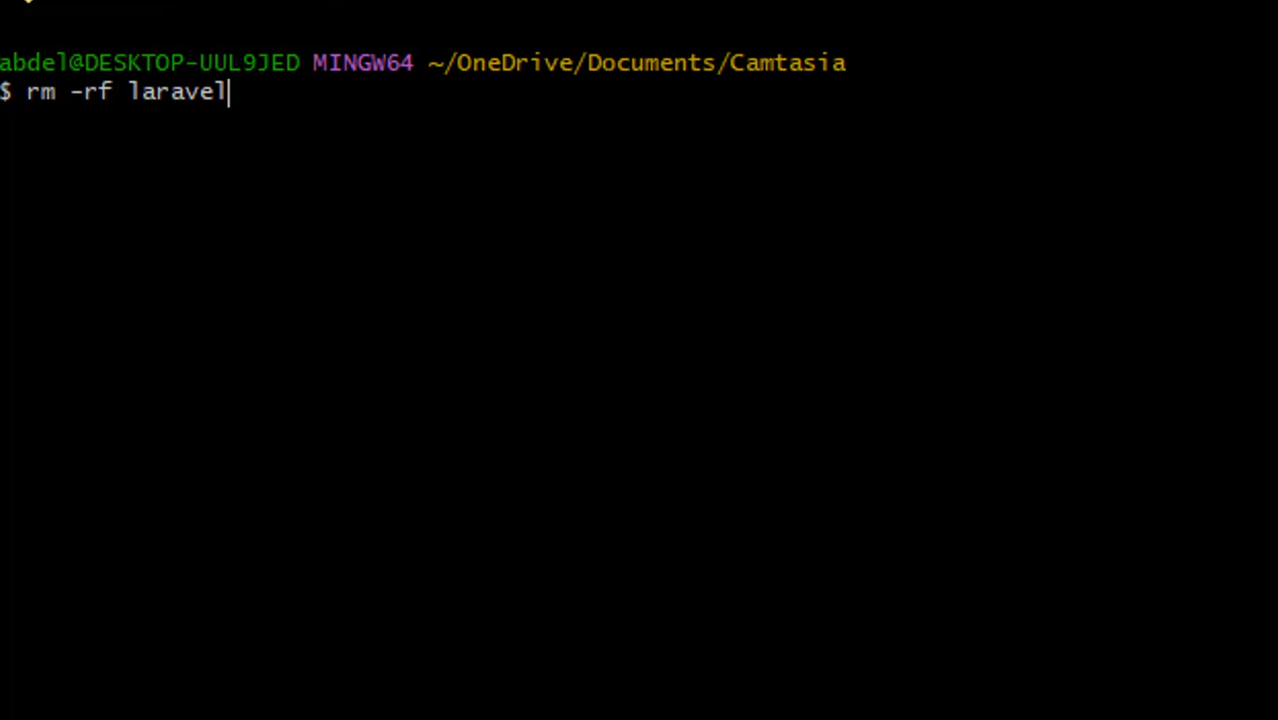 abdel@DESKTOP-UUL9JED MINGW64 ~/OneDrive/Documents/Camtasia
$ rm -rf laravel